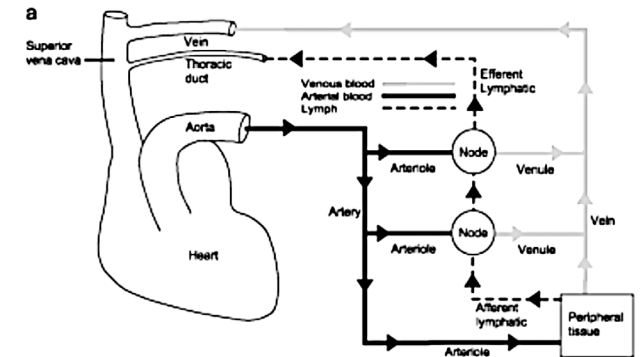 a
Superior
vena cava
Vein
Thoracic
duct
Efferent
Lymphatic
Venous blood
Arterial blood
Lymph
Aorta
Node
Arteriole
Venule
Artery
Vein
Node
Arteriole
Venule
Heart
Afferent
lymphatic
Peripheral
tissue
Arteriole